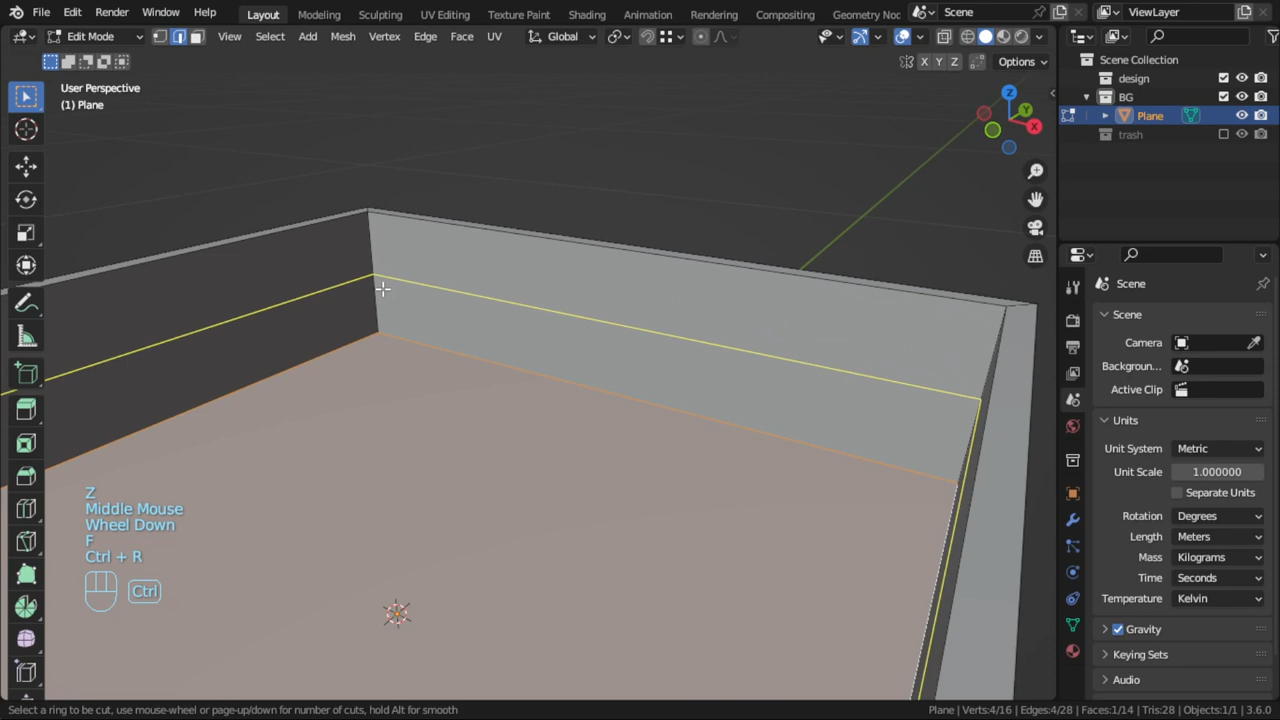 File Edit Render Window Help Layout Modeling Sculpting UV Editing Texture Paint Shading Animation Rendering Compositing Geometry Noc Scene ViewLayer
Edit Mode View Select Add Mesh Vertex Edge Face UV Global
X Y Z Options
User Perspective
(1) Plane
Z
Y
X
Scene Collection
design
BG
Plane
trash
Scene
Scene
Camera
Backgroun..
Active Clip
Units
Unit System Metric
Unit Scale 1.000000
Separate Units
Rotation Degrees
Length Meters
Mass Kilograms
Time Seconds
Temperature Kelvin
Gravity
Keying Sets
Audio
Z
Middle Mouse
Wheel Down
F
Ctrl + R
Ctrl
Select a ring to be cut, use mouse-wheel or page-up/down for number of cuts, hold Alt for smooth
Plane | Verts:4/16 | Edges:4/28 | Faces:1/14 | Tris:28 | Objects:1/1 | 3.6.0